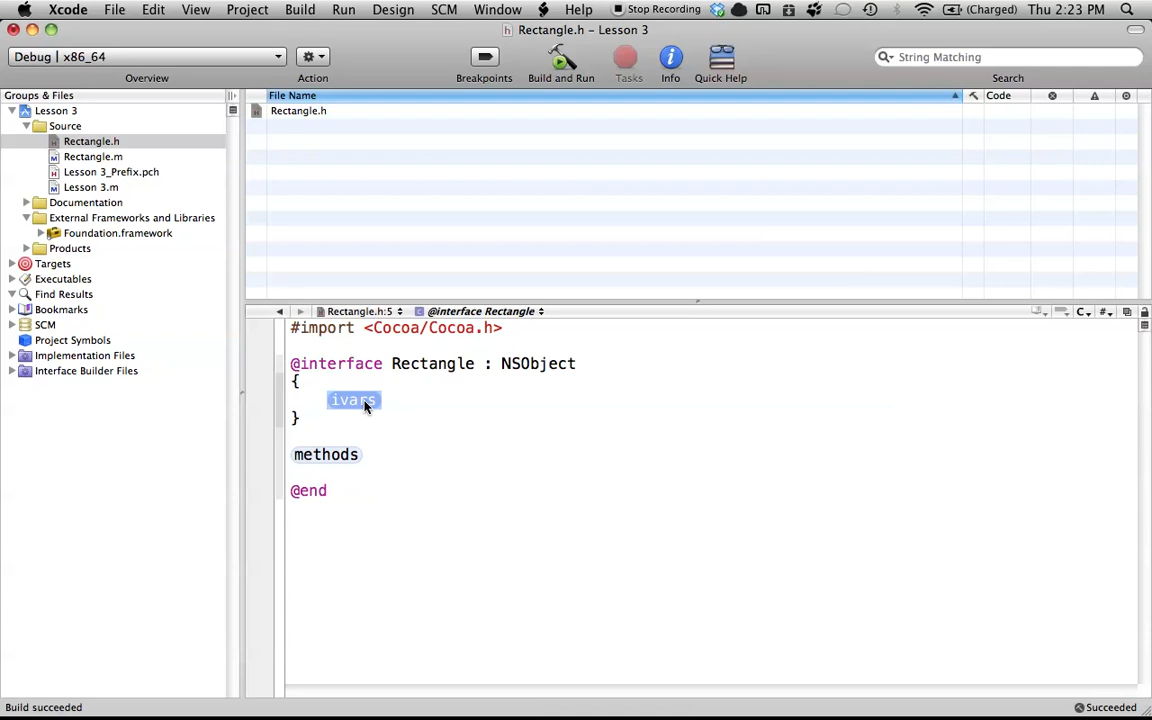 Xcode File Edit View Project Build Run Design SCM Window Help Stop Recording (Charged) Thu 2:23 PM
Rectangle.h – Lesson 3
Debug | x86_64
String Matching
Overview Action Breakpoints Build and Run Tasks Info Quick Help Search
Groups & Files
File Name Code
Lesson 3
Rectangle.h
Source
Rectangle.h
Rectangle.m
Lesson 3_Prefix.pch
Lesson 3.m
Documentation
External Frameworks and Libraries
Foundation.framework
Products
Targets
Executables
Find Results
Bookmarks
SCM
Project Symbols
Implementation Files
Interface Builder Files
Rectangle.h:5 @interface Rectangle C #
#import <Cocoa/Cocoa.h>
@interface Rectangle : NSObject
{
ivars
}
methods
@end
Build succeeded Succeeded